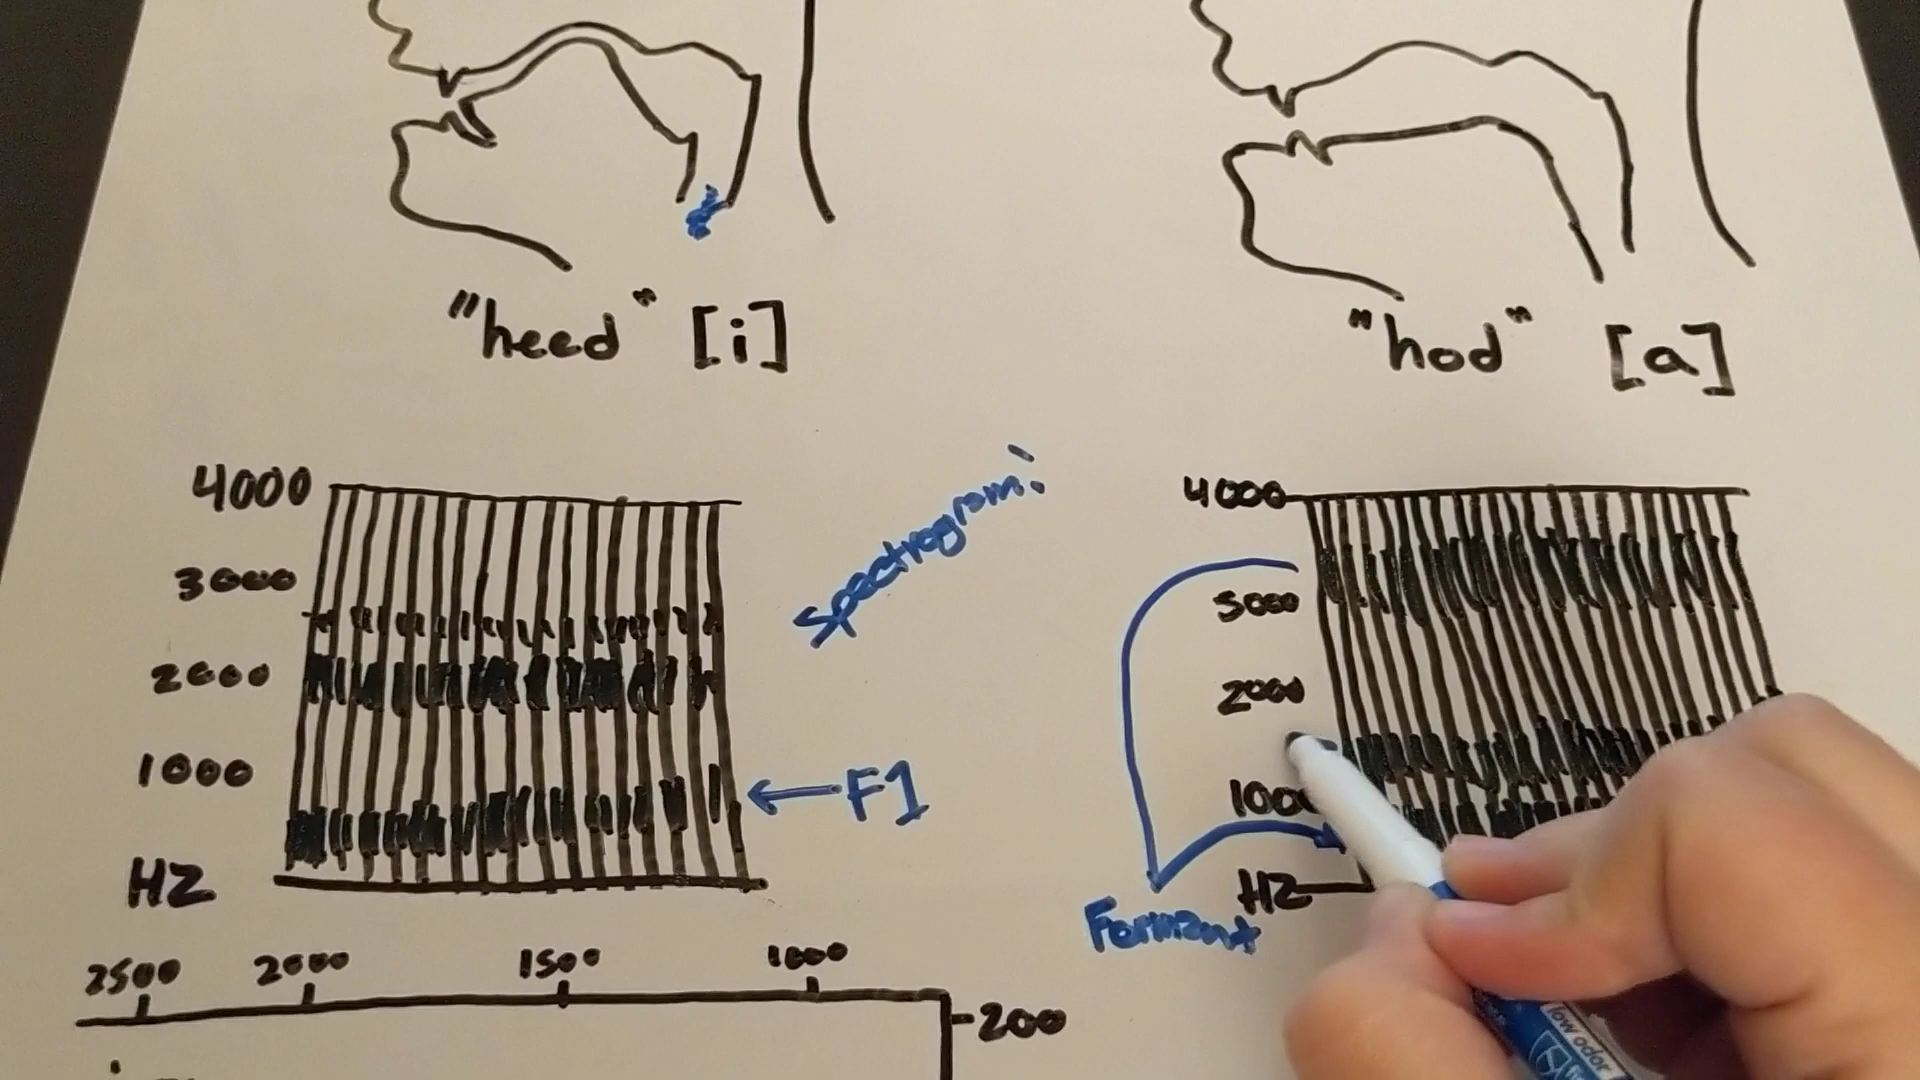 "heed" [i]
"hod" [a]
4000
3000
2000
1000
HZ
Spectrogram:
← F1
4000
3000
2000
1000
HZ
Formant
2500 2000 1500 1000
200
low odor